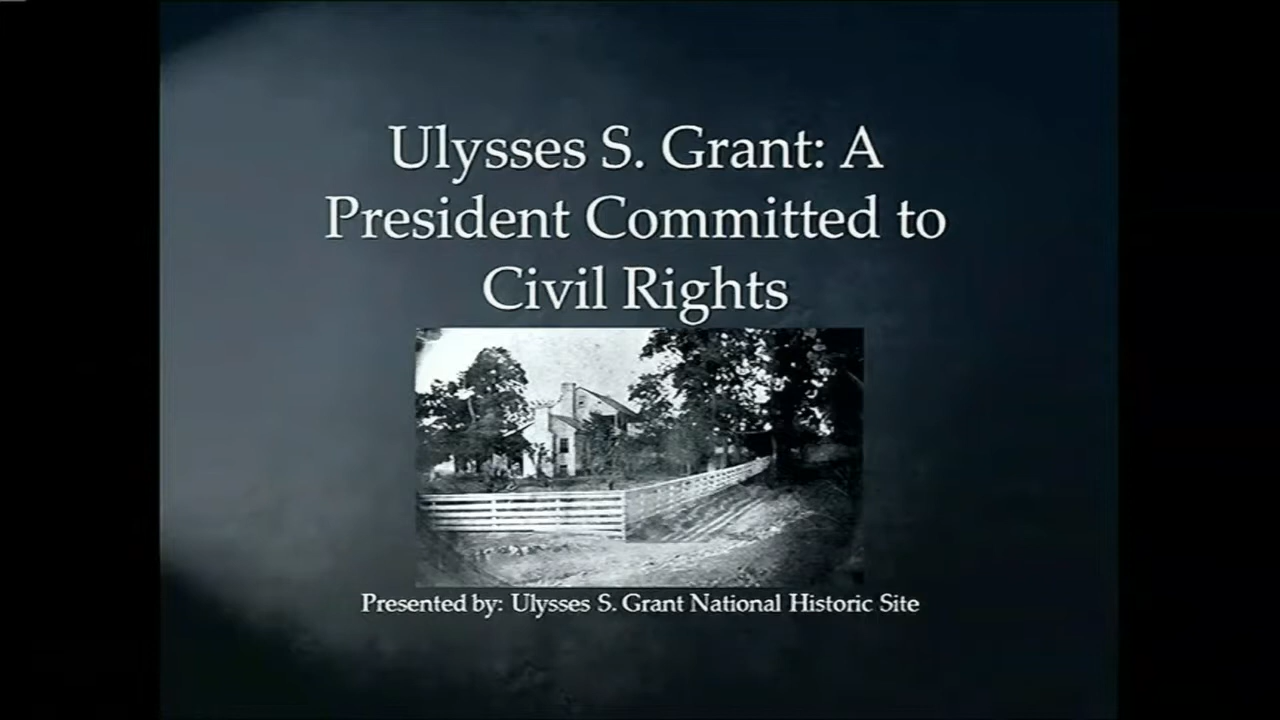 Ulysses S. Grant: A
President Committed to
Civil Rights
Presented by: Ulysses S. Grant National Historic Site